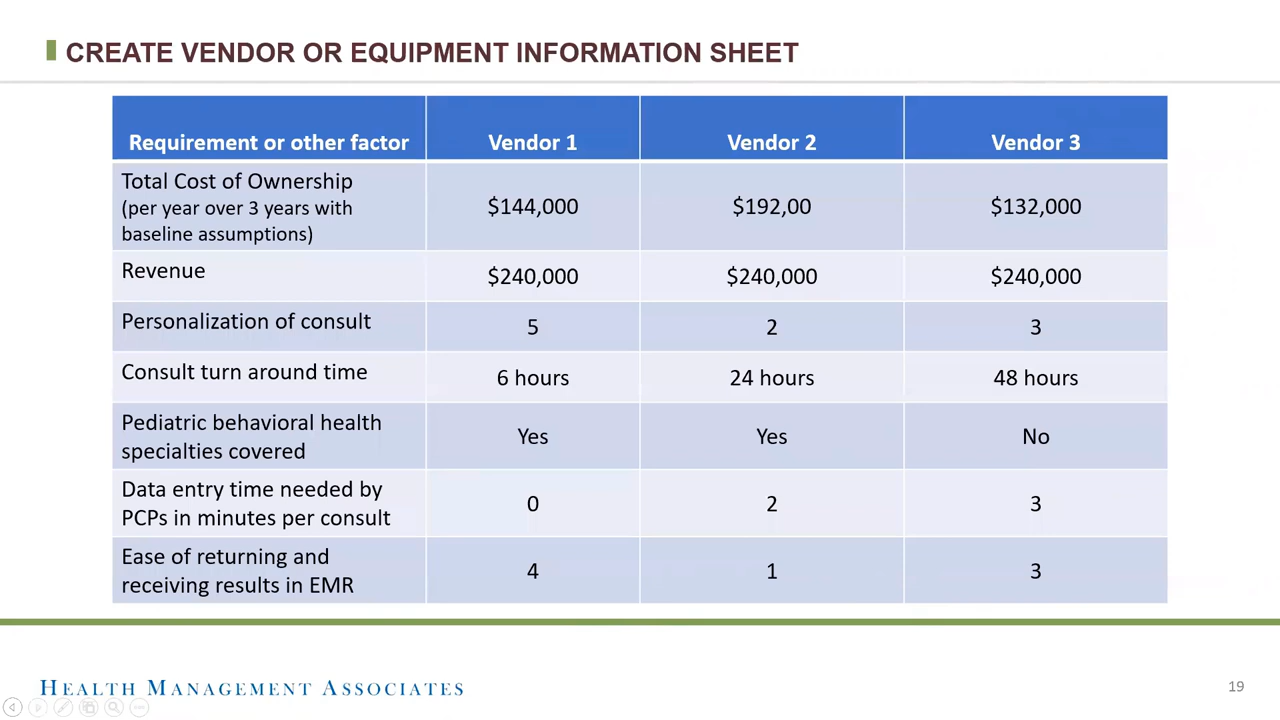 CREATE VENDOR OR EQUIPMENT INFORMATION SHEET
Requirement or other factor Vendor 1 Vendor 2 Vendor 3
Total Cost of Ownership
(per year over 3 years with
baseline assumptions) $144,000 $192,00 $132,000
Revenue $240,000 $240,000 $240,000
Personalization of consult 5 2 3
Consult turn around time 6 hours 24 hours 48 hours
Pediatric behavioral health
specialties covered Yes Yes No
Data entry time needed by
PCPs in minutes per consult 0 2 3
Ease of returning and
receiving results in EMR 4 1 3
HEALTH MANAGEMENT ASSOCIATES
19